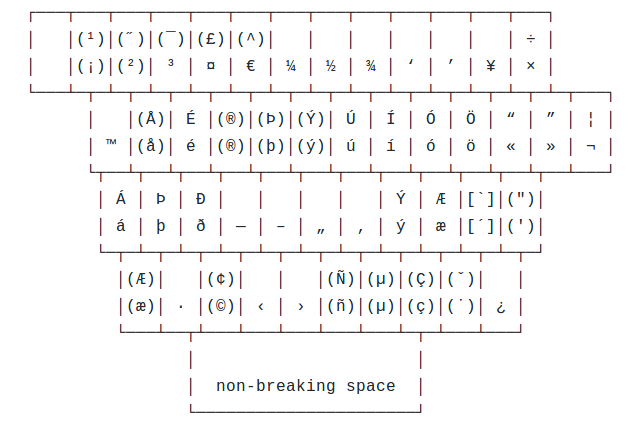 (¹) (˝) (¯) (£) (^) ÷
(¡) (²) ³ ¤ € ¼ ½ ¾ ‘ ’ ¥ ×
(Å) É (®) (Þ) (Ý) Ú Í Ó Ö “ ” ¦
™ (å) é (®) (þ) (ý) ú í ó ö « » ¬
Á Þ Ð Ý Æ [`] (")
á þ ð — – „ ‚ ý æ [´] (')
(Æ) (¢) (Ñ) (µ) (Ç) (ˇ)
(æ) · (©) ‹ › (ñ) (µ) (ç) (˙) ¿
non-breaking space